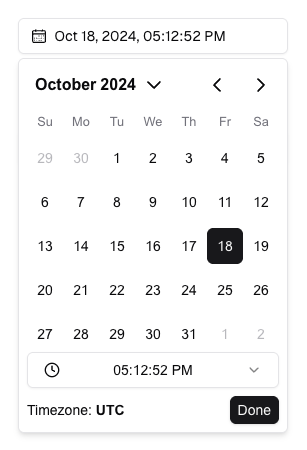 Oct 18, 2024, 05:12:52 PM
October 2024
Su Mo Tu We Th Fr Sa
29 30 1 2 3 4 5
6 7 8 9 10 11 12
13 14 15 16 17 18 19
20 21 22 23 24 25 26
27 28 29 30 31 1 2
05:12:52 PM
Timezone: UTC Done